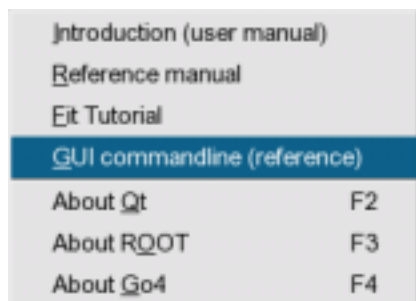 Introduction (user manual)
Reference manual
Fit Tutorial
GUI commandline (reference)
About Qt F2
About ROOT F3
About Go4 F4